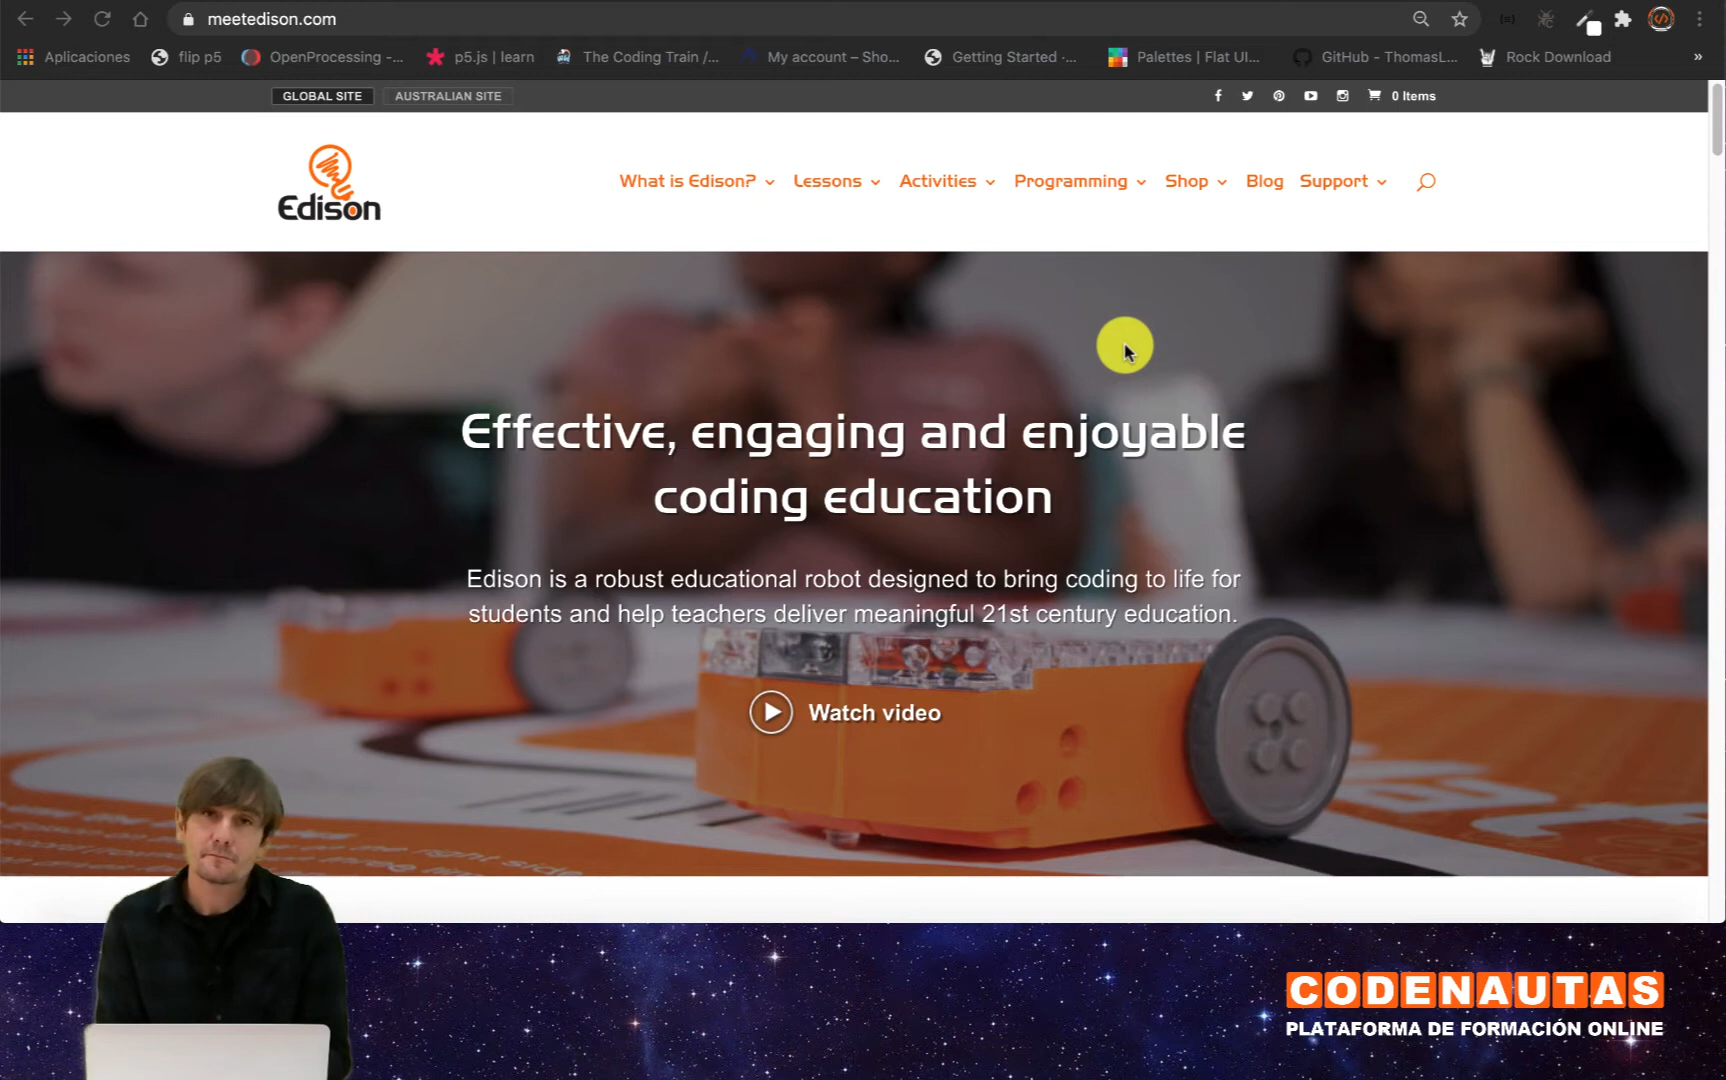 meetedison.com
Aplicaciones
flip p5
OpenProcessing -...
p5.js | learn
The Coding Train /...
My account – Sho...
Getting Started ·...
Palettes | Flat UI...
GitHub - ThomasL...
Rock Download
»
GLOBAL SITE
AUSTRALIAN SITE
0 Items
Edison
What is Edison?
Lessons
Activities
Programming
Shop
Blog
Support
Effective, engaging and enjoyable
coding education
Edison is a robust educational robot designed to bring coding to life for
students and help teachers deliver meaningful 21st century education.
Watch video
CODENAUTAS
PLATAFORMA DE FORMACIÓN ONLINE